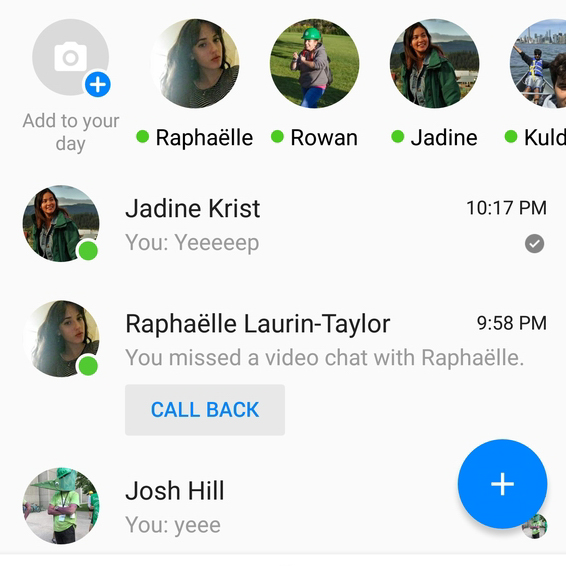 Add to your
day
Raphaëlle
Rowan
Jadine
Kuld
Jadine Krist
10:17 PM
You: Yeeeeep
Raphaëlle Laurin-Taylor
9:58 PM
You missed a video chat with Raphaëlle.
CALL BACK
Josh Hill
You: yeee